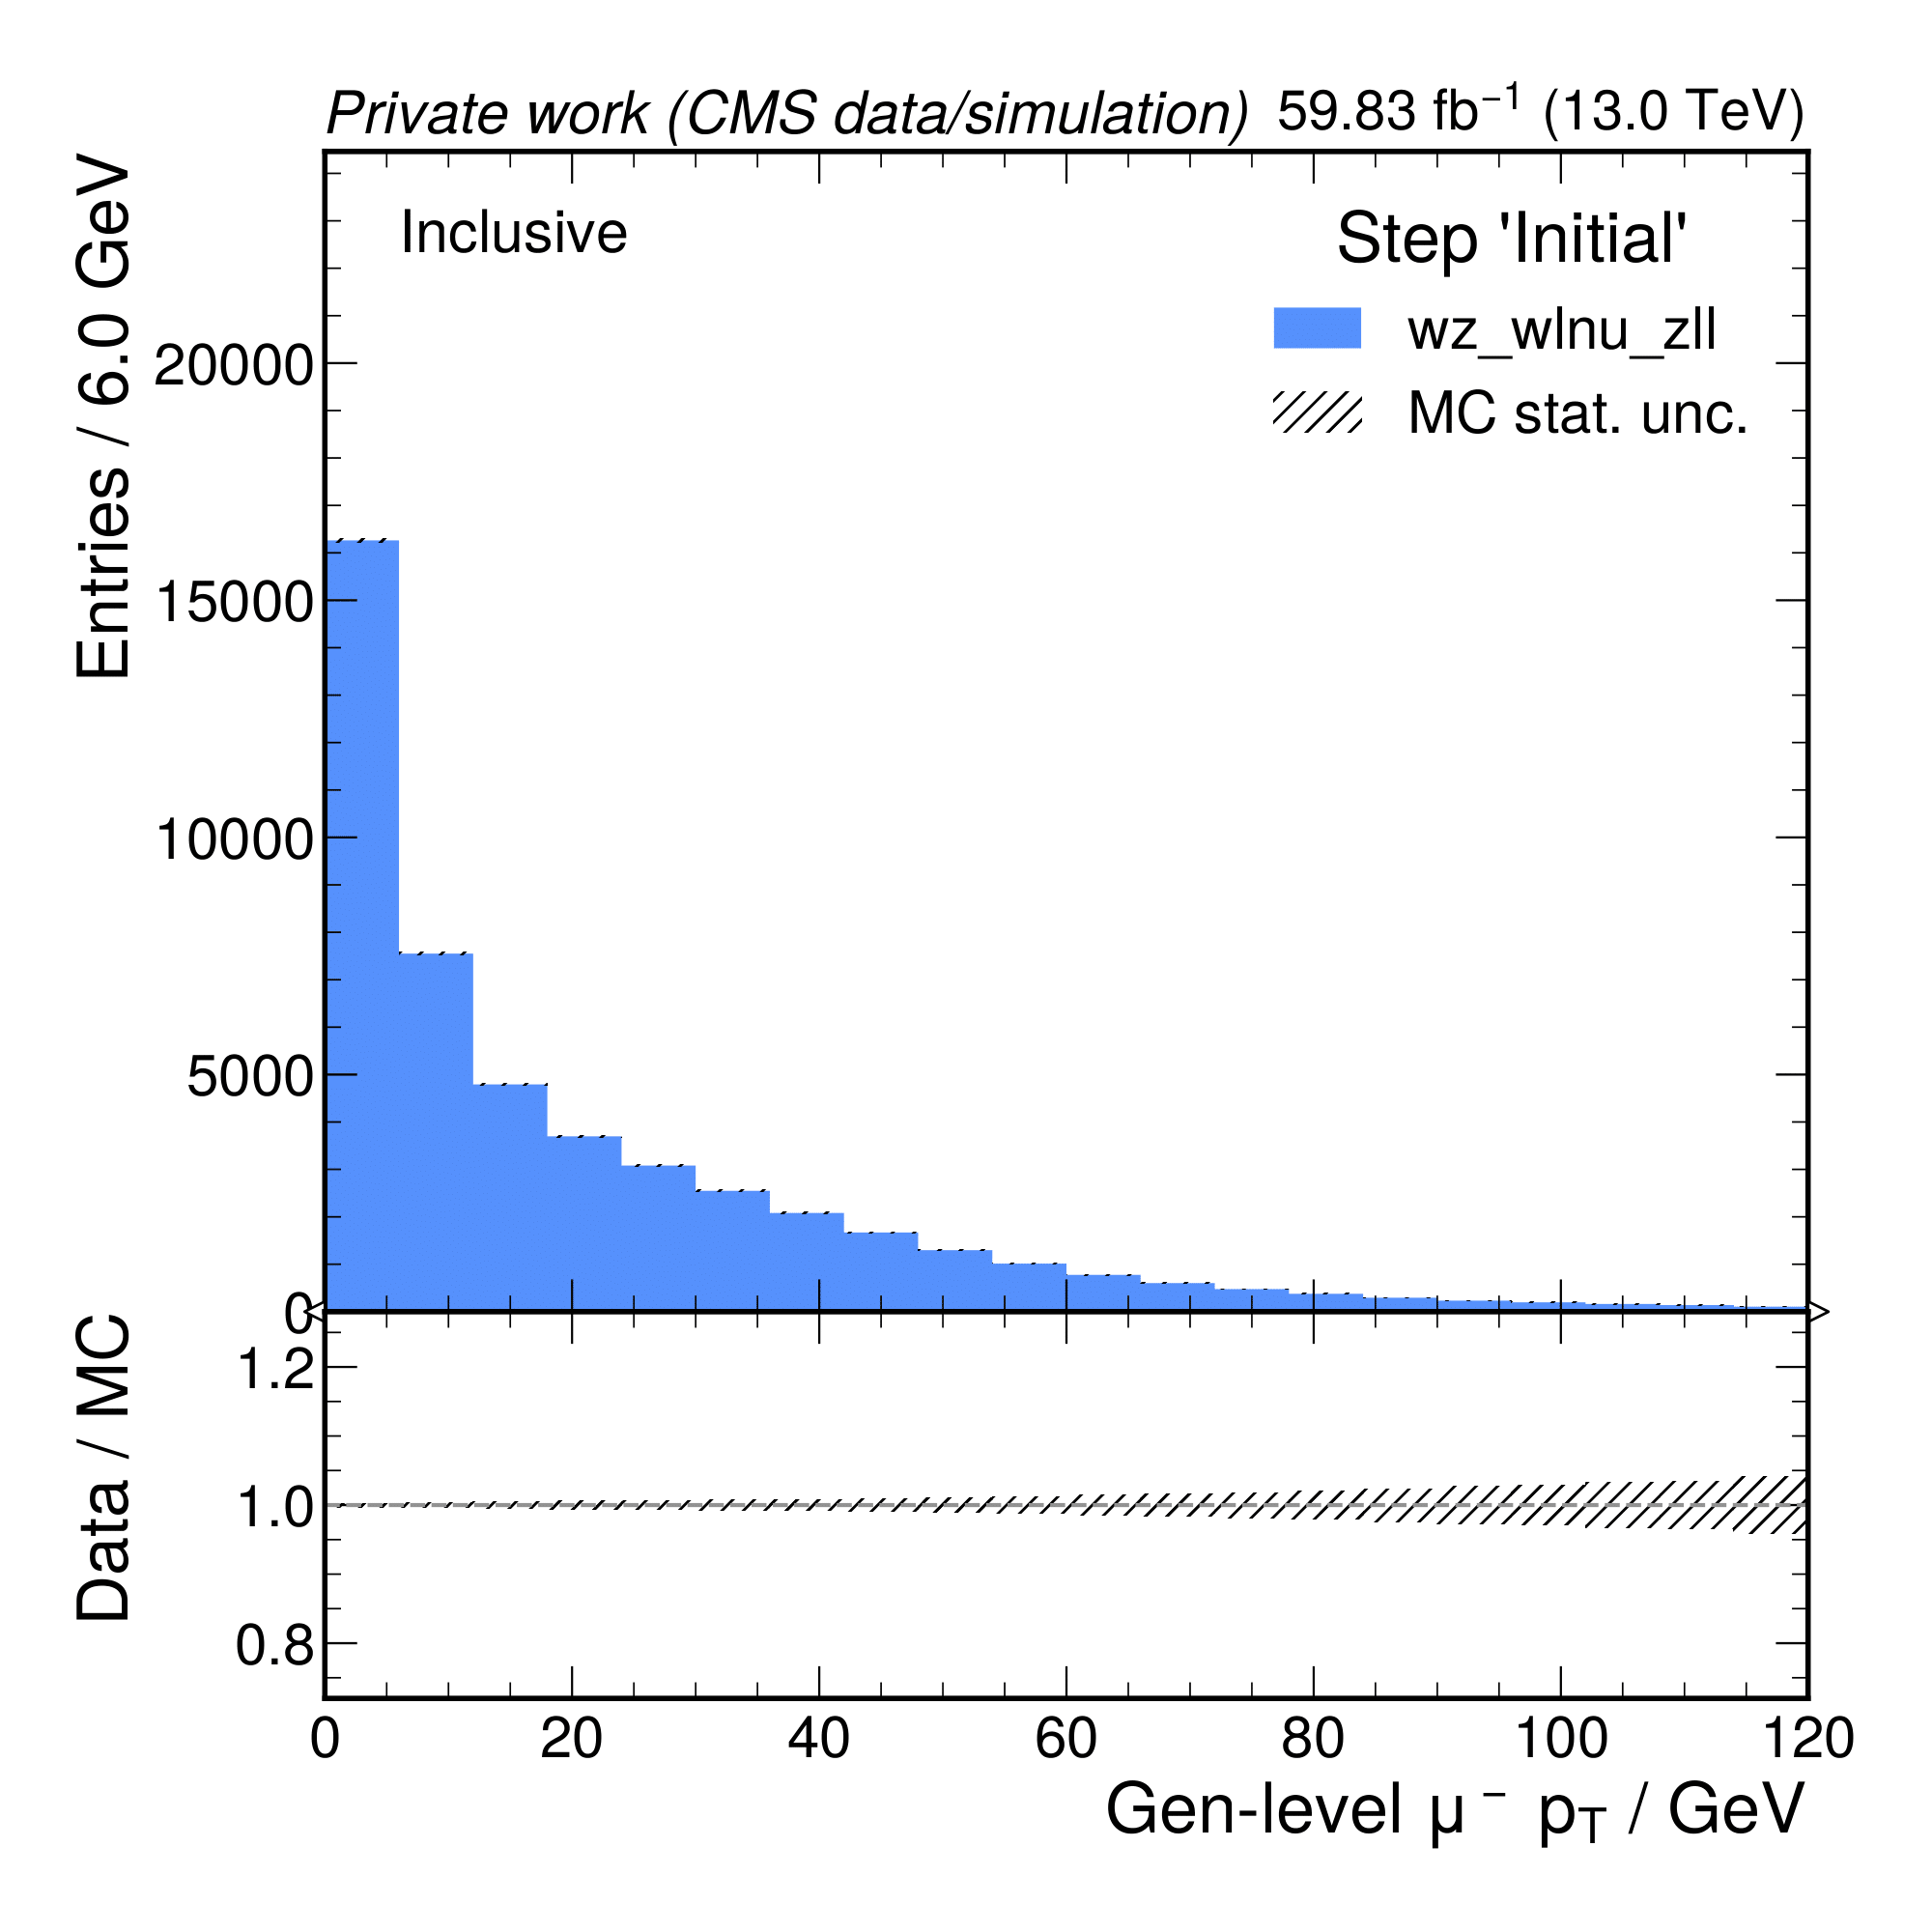 Private work (CMS data/simulation) 59.83 fb⁻¹ (13.0 TeV)
Entries / 6.0 GeV
Inclusive
Step 'Initial'
wz_wlnu_zll
MC stat. unc.
20000
15000
10000
5000
0
Data / MC
1.2
1.0
0.8
0 20 40 60 80 100 120
Gen-level µ⁻ p_T / GeV